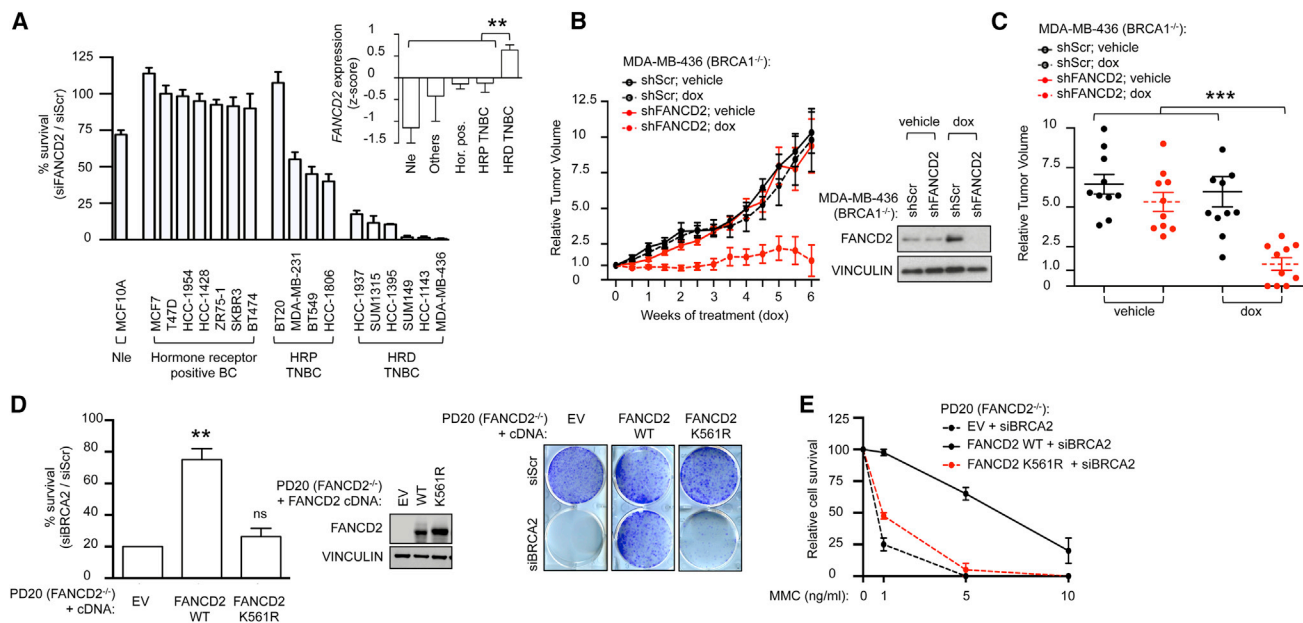 A
% survival
(siFANCD2 / siScr)
125
100
75
50
25
0
MCF10A
MCF7
T47D
HCC-1954
HCC-1428
ZR75-1
SKBR3
BT474
BT20
MDA-MB-231
BT549
HCC-1806
HCC-1937
SUM1315
HCC-1395
SUM149
HCC-1143
MDA-MB-436
Nle
Hormone receptor
positive BC
HRP
TNBC
HRD
TNBC
FANCD2 expression
(z-score)
1
0.5
0
-0.5
-1
-1.5
**
Nle
Others
Hor. pos.
HRP TNBC
HRD TNBC
B
MDA-MB-436 (BRCA1-/-):
shScr; vehicle
shScr; dox
shFANCD2; vehicle
shFANCD2; dox
Relative Tumor Volume
12.5
10.0
7.5
5.0
2.5
1.0
0
0 1 2 3 4 5 6
Weeks of treatment (dox)
vehicle dox
MDA-MB-436
(BRCA1-/-):
shScr
shFANCD2
shScr
shFANCD2
FANCD2
VINCULIN
C
MDA-MB-436 (BRCA1-/-):
shScr; vehicle
shScr; dox
shFANCD2; vehicle
shFANCD2; dox
***
Relative Tumor Volume
10
7.5
5.0
2.5
1.0
0
vehicle dox
D
% survival
(siBRCA2 / siScr)
100
80
60
40
20
0
**
ns
PD20 (FANCD2-/-)
+ cDNA:
EV
FANCD2
WT
FANCD2
K561R
PD20 (FANCD2-/-)
+ FANCD2 cDNA:
EV
WT
K561R
FANCD2
VINCULIN
PD20 (FANCD2-/-)
+ cDNA:
EV
FANCD2
WT
FANCD2
K561R
siScr
siBRCA2
E
PD20 (FANCD2-/-):
EV + siBRCA2
FANCD2 WT + siBRCA2
FANCD2 K561R + siBRCA2
Relative cell survival
125
100
75
50
25
0
MMC (ng/ml): 0 1 5 10